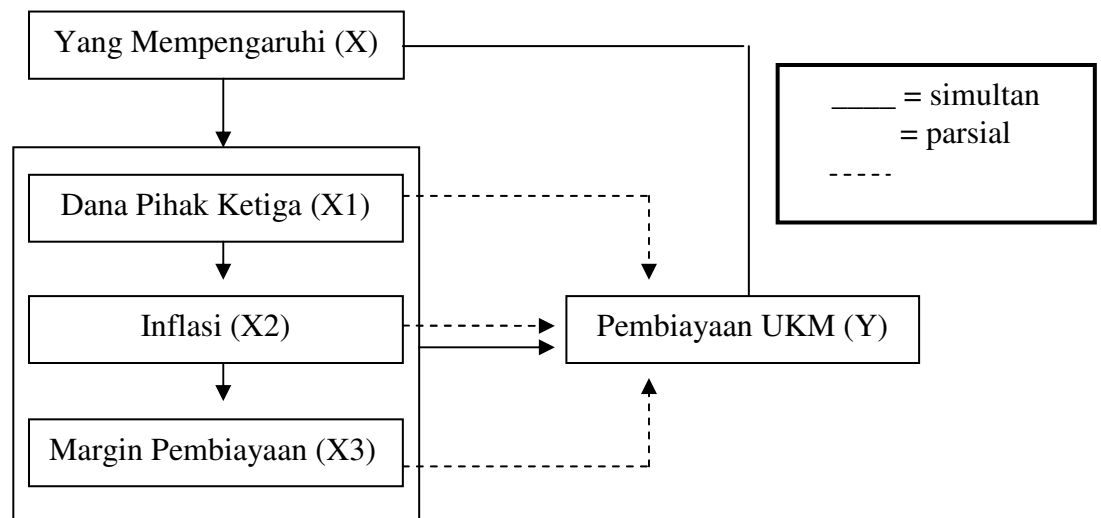 Yang Mempengaruhi (X)
____ = simultan
= parsial
-----
Dana Pihak Ketiga (X1)
Inflasi (X2)
Pembiayaan UKM (Y)
Margin Pembiayaan (X3)